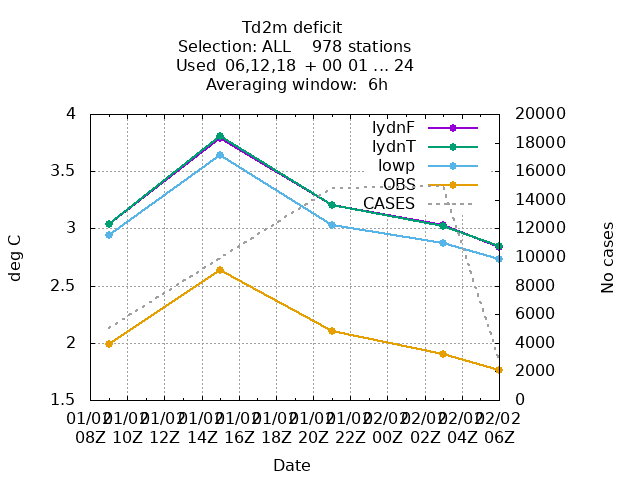 Td2m deficit
Selection: ALL    978 stations
Used  06,12,18  + 00 01 ... 24
Averaging window:  6h
4
3.5
3
2.5
2
1.5
deg C
20000
18000
16000
14000
12000
10000
8000
6000
4000
2000
0
No cases
lydnF
lydnT
lowp
OBS
CASES
01/02 01/02 01/02 01/02 01/02 01/02 01/02 01/02 02/02 02/02 02/02 02/02
08Z 10Z 12Z 14Z 16Z 18Z 20Z 22Z 00Z 02Z 04Z 06Z
Date